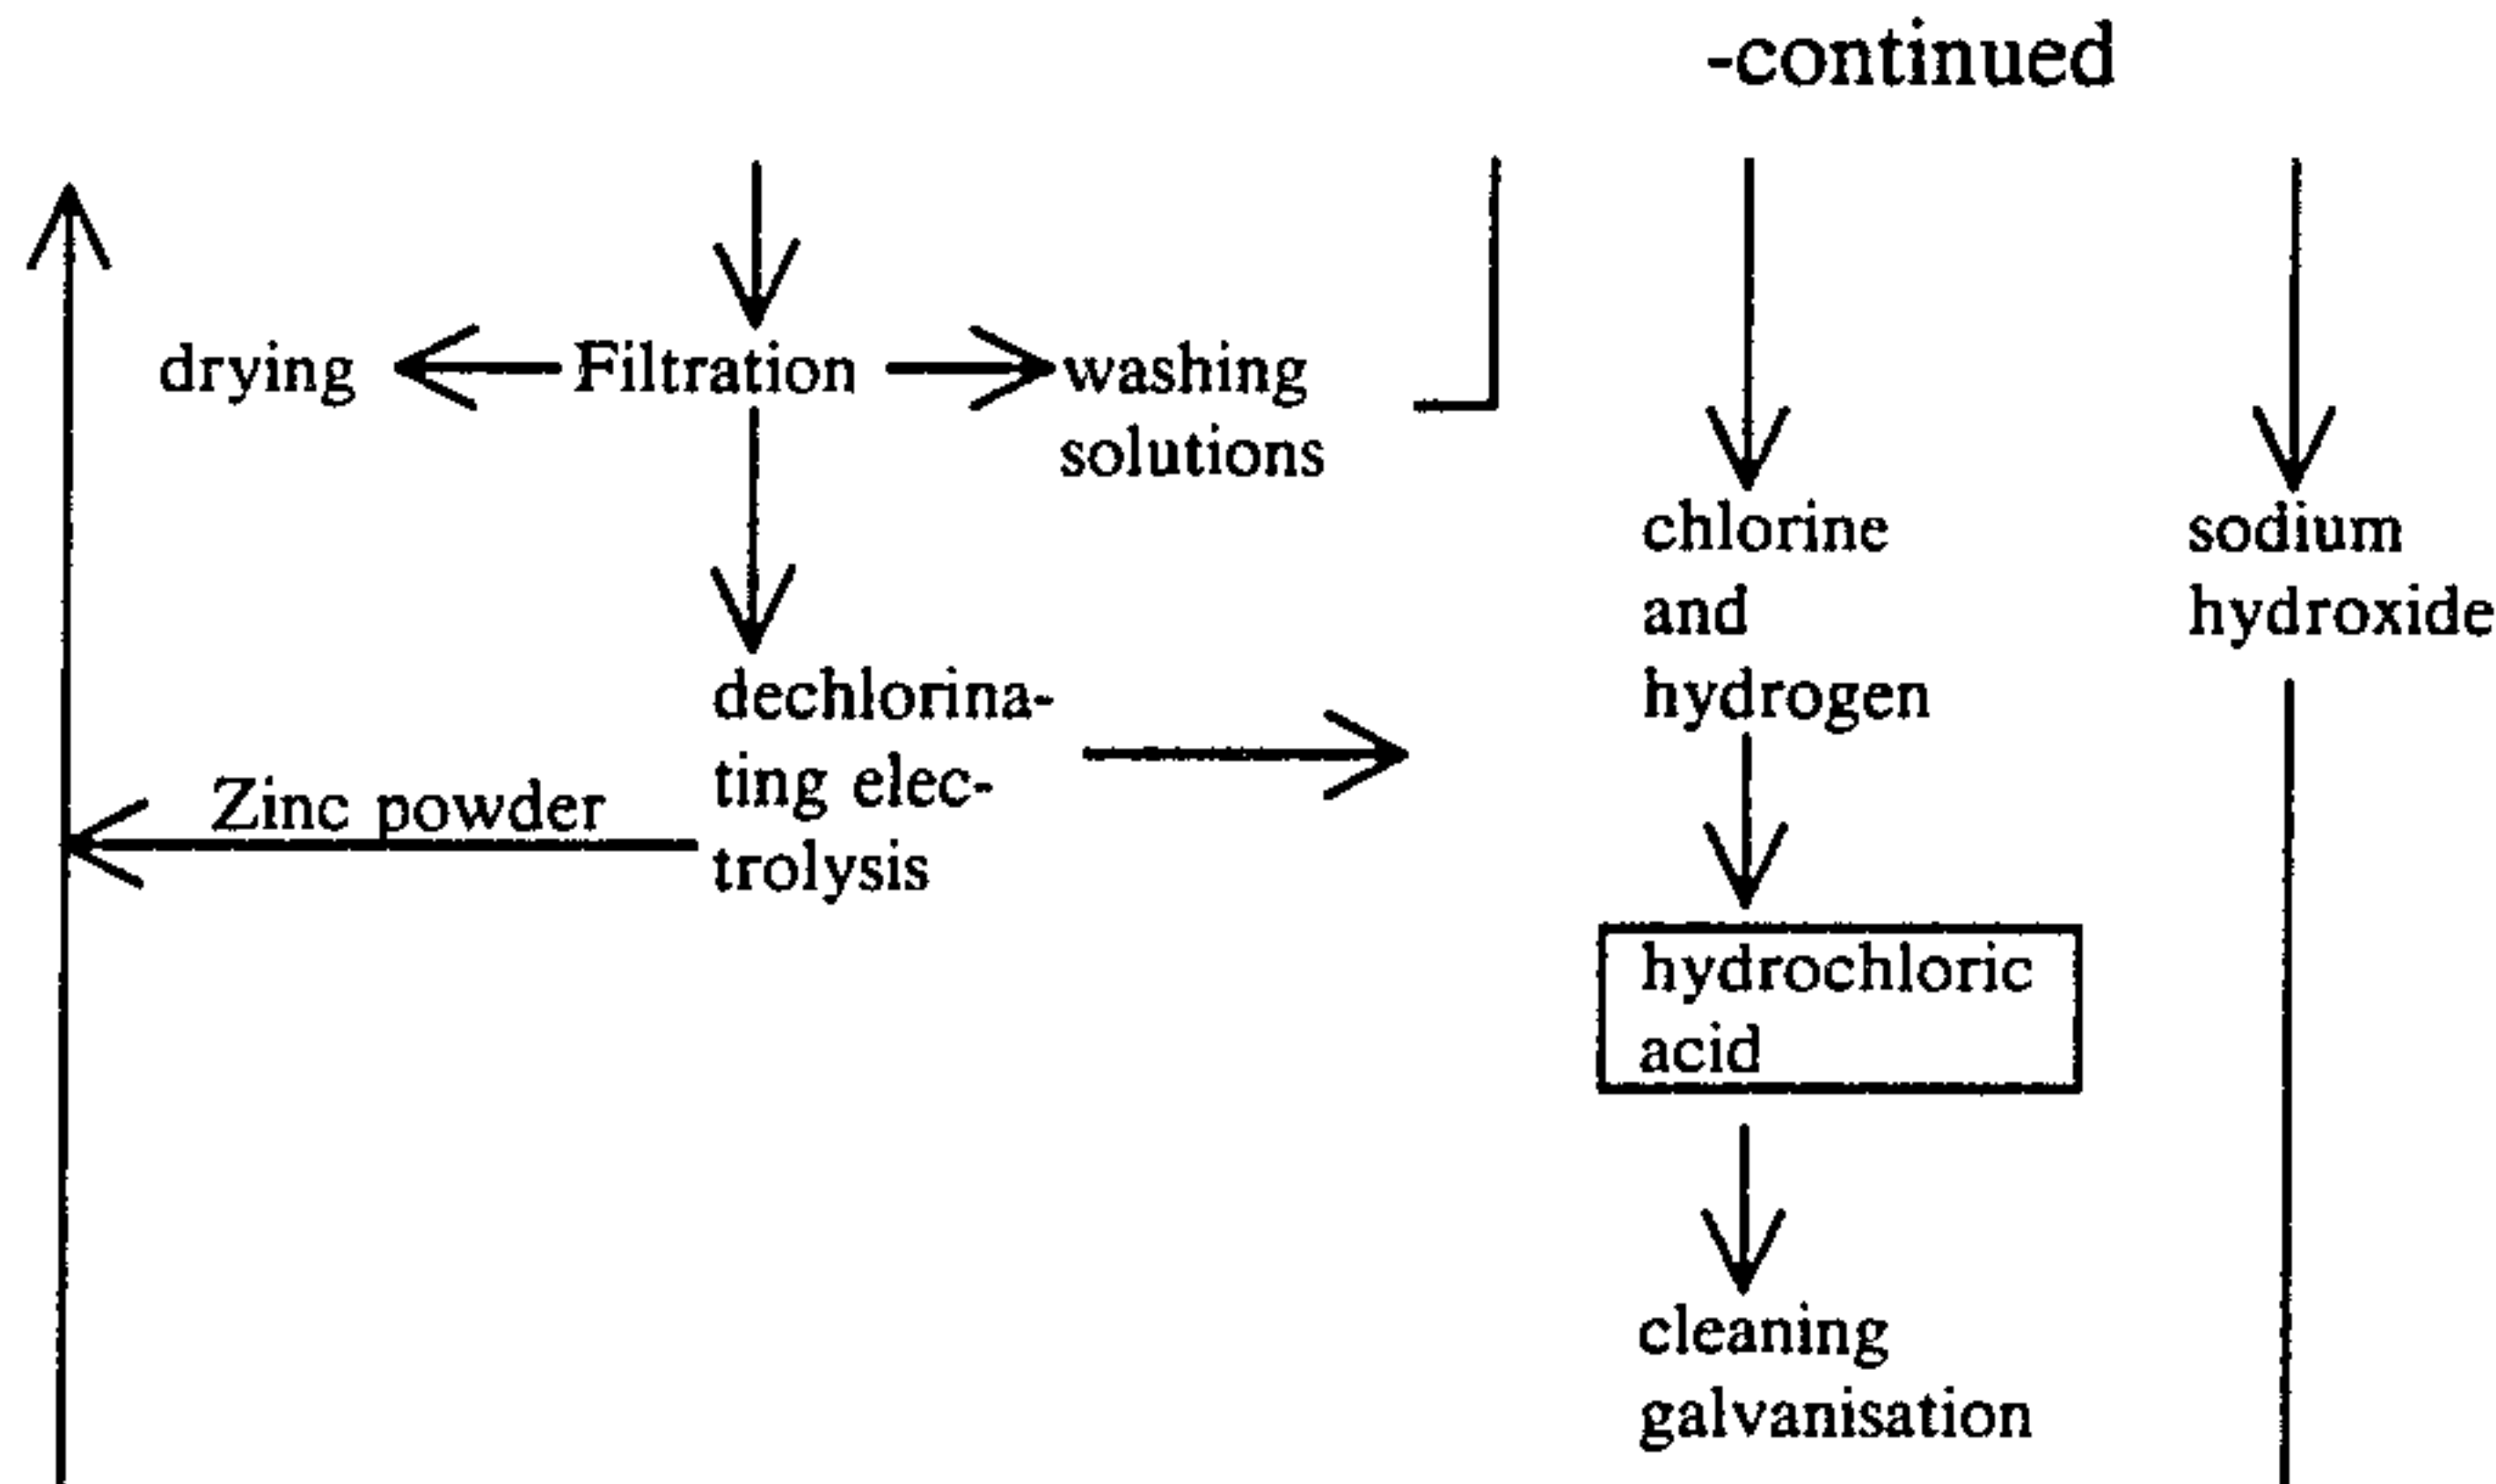 -continued
drying
Filtration
washing
solutions
chlorine
and
hydrogen
sodium
hydroxide
dechlorina-
ting elec-
trolysis
Zinc powder
hydrochloric
acid
cleaning
galvanisation